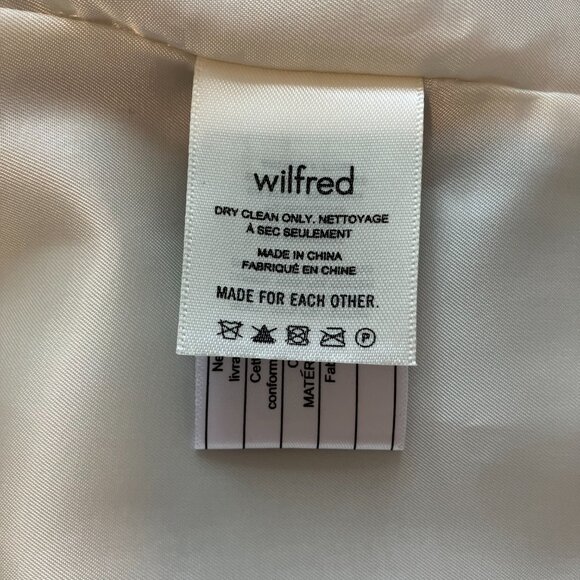 wilfred
DRY CLEAN ONLY. NETTOYAGE
À SEC SEULEMENT
MADE IN CHINA
FABRIQUÉ EN CHINE
MADE FOR EACH OTHER.
P